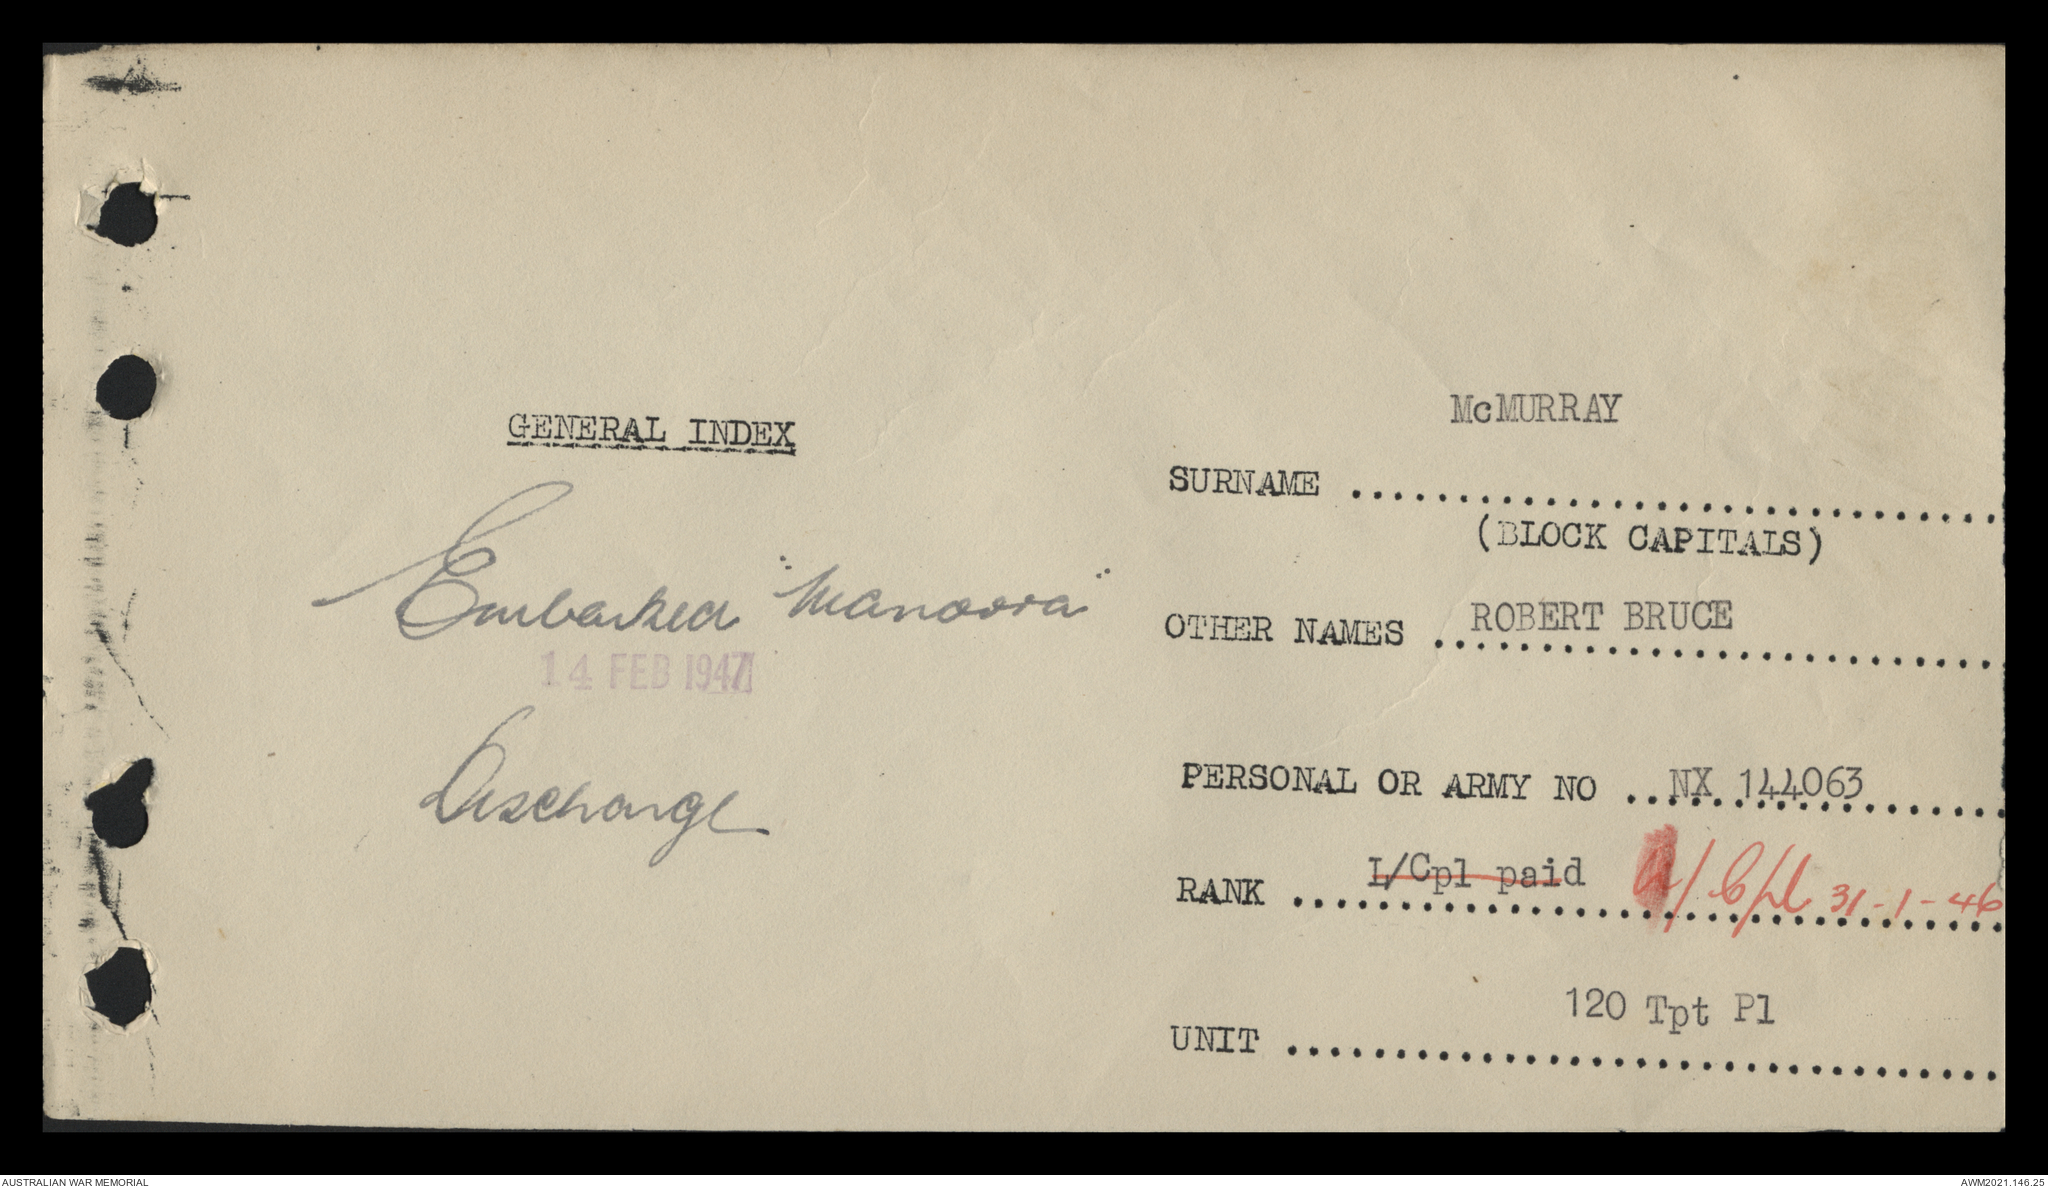 GENERAL INDEX
Embarked "Manoora"
14 FEB 1947
Discharge
McMURRAY
SURNAME ..............................
(BLOCK CAPITALS)
OTHER NAMES ROBERT BRUCE
PERSONAL OR ARMY NO NX 144063
RANK L/Cpl paid A/Cpl 31-1-46
120 Tpt Pl
UNIT ..............................
AUSTRALIAN WAR MEMORIAL
AWM2021.146.25